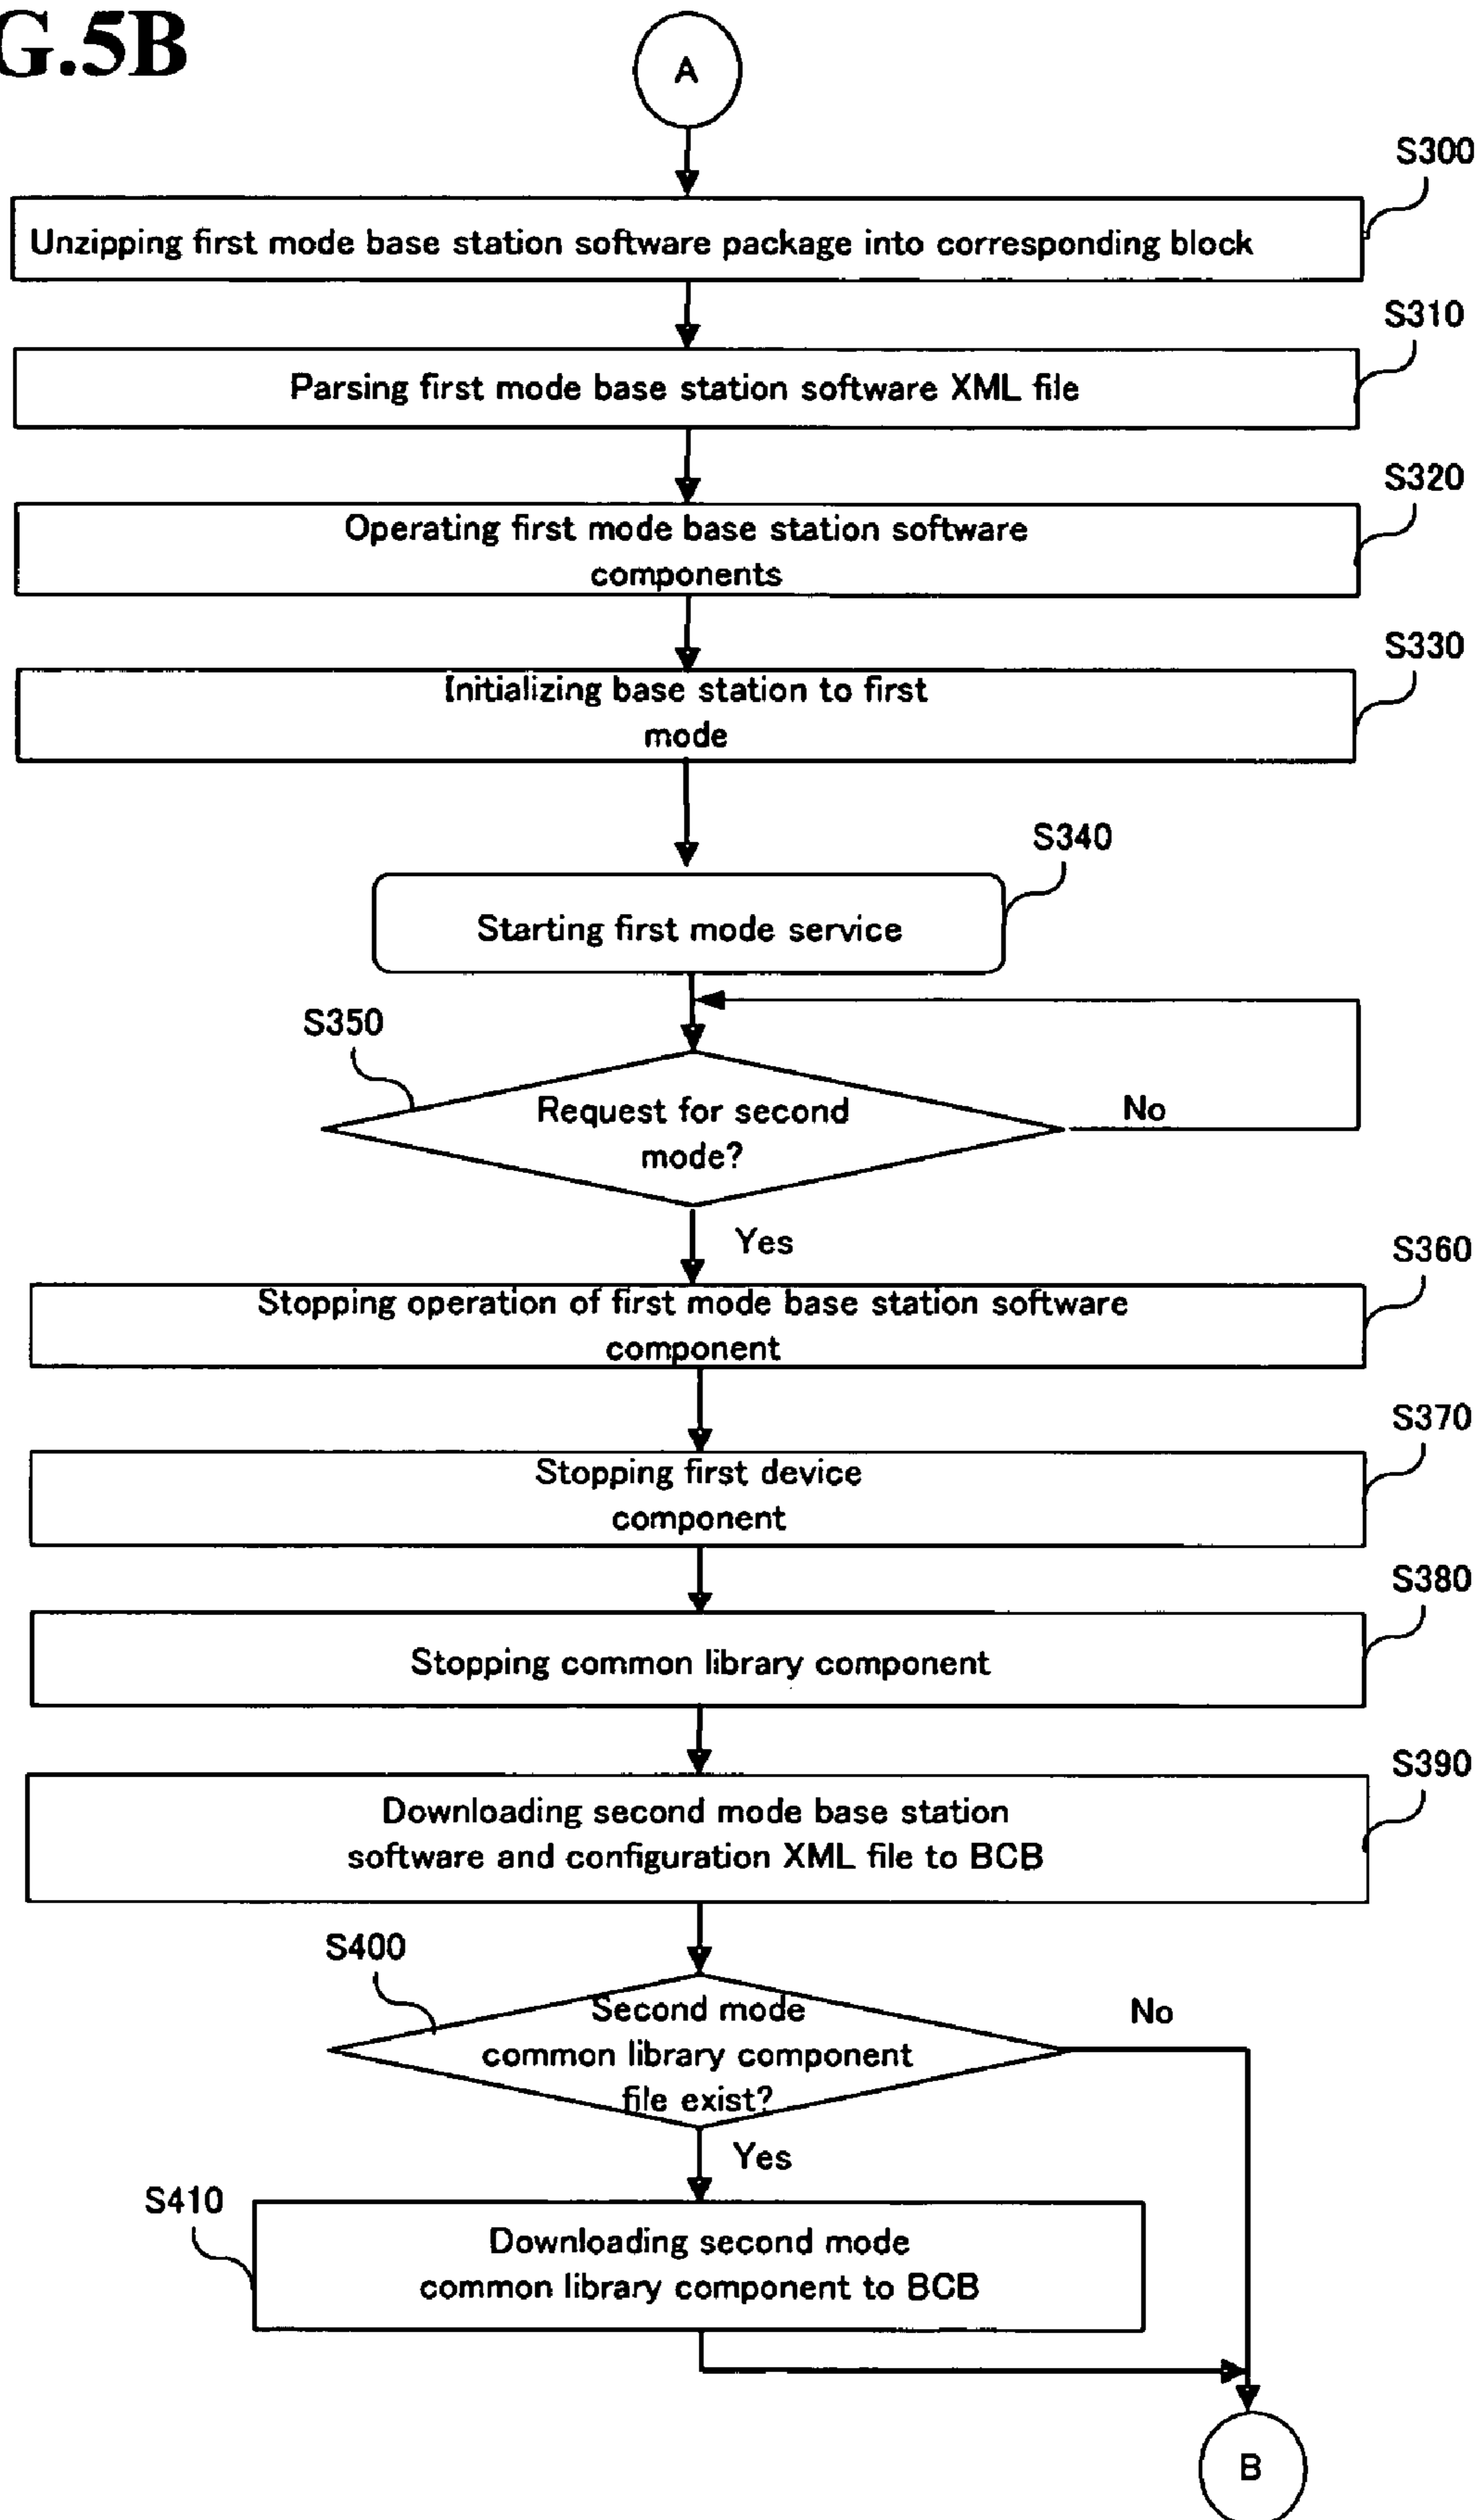 G.5B
A
S300
Unzipping first mode base station software package into corresponding block
S310
Parsing first mode base station software XML file
S320
Operating first mode base station software
components
S330
Initializing base station to first
mode
S340
Starting first mode service
S350
Request for second
mode?
No
Yes
S360
Stopping operation of first mode base station software
component
S370
Stopping first device
component
S380
Stopping common library component
S390
Downloading second mode base station
software and configuration XML file to BCB
S400
Second mode
common library component
file exist?
No
Yes
S410
Downloading second mode
common library component to BCB
B